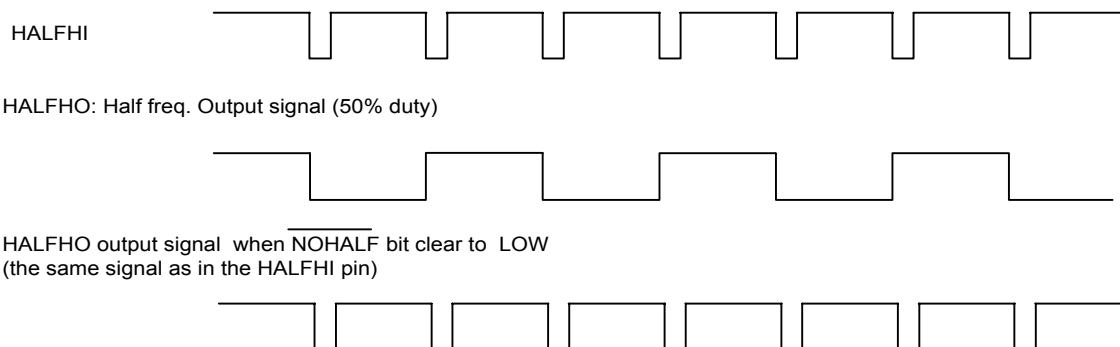 HALFHI
HALFHO: Half freq. Output signal (50% duty)
HALFHO output signal when NOHALF bit clear to LOW
(the same signal as in the HALFHI pin)